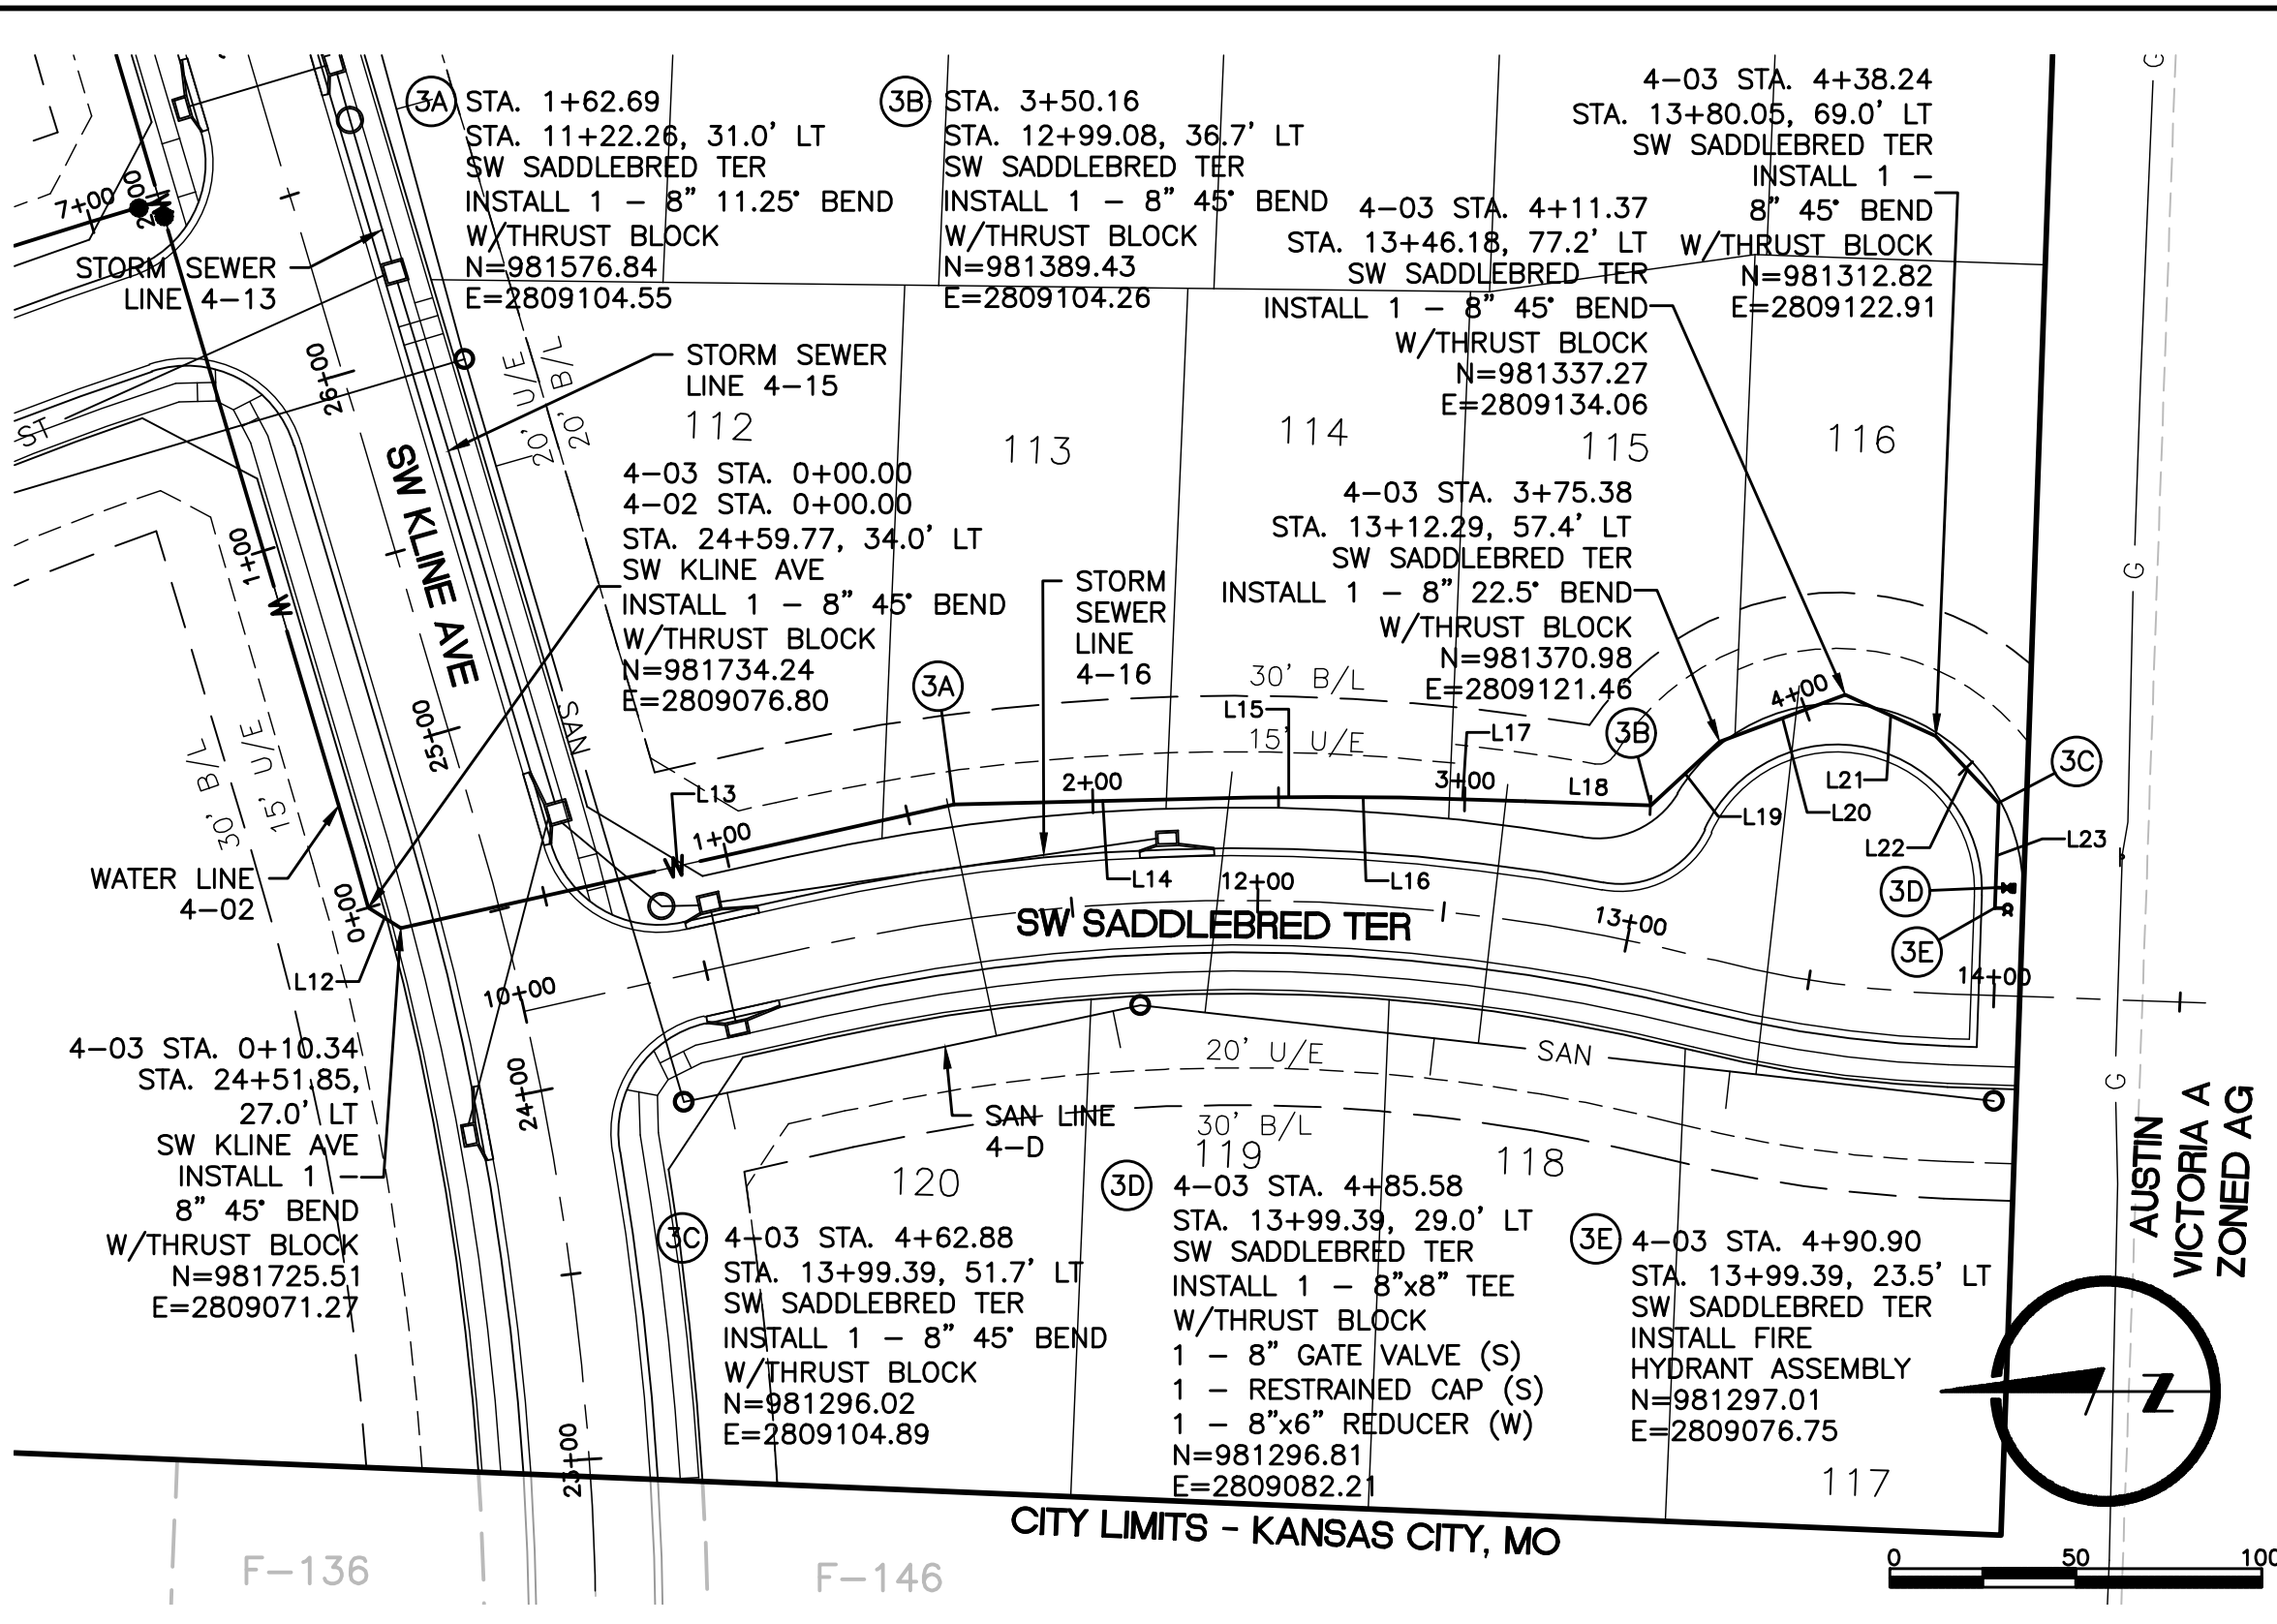 3A
STA. 1+62.69
STA. 11+22.26, 31.0' LT
SW SADDLEBRED TER
INSTALL 1 - 8" 11.25° BEND
W/THRUST BLOCK
N=981576.84
E=2809104.55
3B
STA. 3+50.16
STA. 12+99.08, 36.7' LT
SW SADDLEBRED TER
INSTALL 1 - 8" 45° BEND
W/THRUST BLOCK
N=981389.43
E=2809104.26
4-03 STA. 4+38.24
STA. 13+80.05, 69.0' LT
SW SADDLEBRED TER
INSTALL 1 -
8" 45° BEND
W/THRUST BLOCK
N=981312.82
E=2809122.91
4-03 STA. 4+11.37
STA. 13+46.18, 77.2' LT
SW SADDLEBRED TER
INSTALL 1 - 8" 45° BEND
W/THRUST BLOCK
N=981337.27
E=2809134.06
7+00
W
STORM SEWER
LINE 4-13
STORM SEWER
LINE 4-15
20' U/E
20' B/L
26+00
ST
112
113
114
115
116
G
G
G
SW KLINE AVE
4-03 STA. 0+00.00
4-02 STA. 0+00.00
STA. 24+59.77, 34.0' LT
SW KLINE AVE
INSTALL 1 - 8" 45° BEND
W/THRUST BLOCK
N=981734.24
E=2809076.80
4-03 STA. 3+75.38
STA. 13+12.29, 57.4' LT
SW SADDLEBRED TER
INSTALL 1 - 8" 22.5° BEND
W/THRUST BLOCK
N=981370.98
E=2809121.46
STORM
SEWER
LINE
4-16
1+00
W
25+00
30' B/L
15' U/E
SAN
3A
30' B/L
L15
15' U/E
L17
3B
4+00
3C
L13
1+00
W
2+00
3+00
L18
L21
L19
L20
L22
L23
WATER LINE
4-02
0+00
L14
12+00
L16
3D
SW SADDLEBRED TER
13+00
3E
L12
10+00
14+00
4-03 STA. 0+10.34
STA. 24+51.85,
27.0' LT
SW KLINE AVE
INSTALL 1 -
8" 45° BEND
W/THRUST BLOCK
N=981725.51
E=2809071.27
24+00
20' U/E
SAN
SAN LINE
4-D
30' B/L
120
119
118
117
3C
4-03 STA. 4+62.88
STA. 13+99.39, 51.7' LT
SW SADDLEBRED TER
INSTALL 1 - 8" 45° BEND
W/THRUST BLOCK
N=981296.02
E=2809104.89
3D
4-03 STA. 4+85.58
STA. 13+99.39, 29.0' LT
SW SADDLEBRED TER
INSTALL 1 - 8"x8" TEE
W/THRUST BLOCK
1 - 8" GATE VALVE (S)
1 - RESTRAINED CAP (S)
1 - 8"x6" REDUCER (W)
N=981296.81
E=2809082.21
3E
4-03 STA. 4+90.90
STA. 13+99.39, 23.5' LT
SW SADDLEBRED TER
INSTALL FIRE
HYDRANT ASSEMBLY
N=981297.01
E=2809076.75
AUSTIN
VICTORIA A
ZONED AG
Z
23+00
CITY LIMITS - KANSAS CITY, MO
F-136
F-146
0 50 100